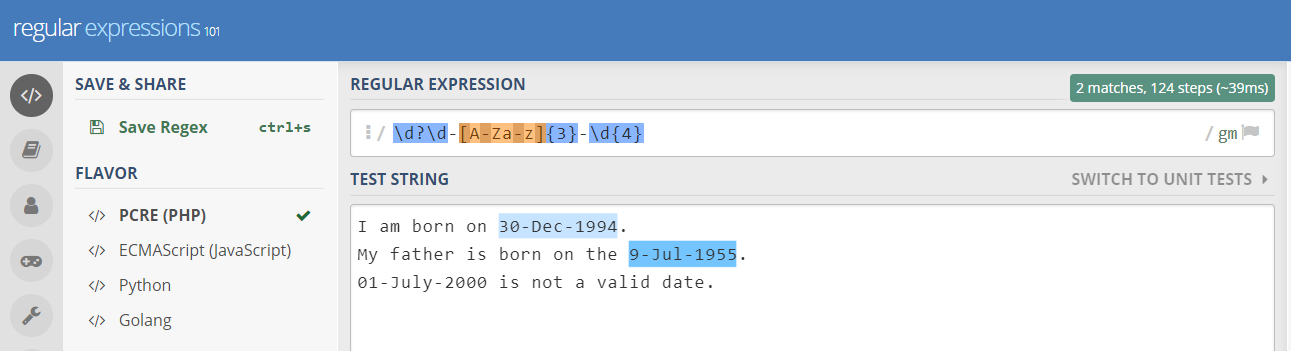 regular expressions 101
SAVE & SHARE
Save Regex ctrl+s
FLAVOR
</> PCRE (PHP)
</> ECMAScript (JavaScript)
</> Python
</> Golang
REGULAR EXPRESSION
2 matches, 124 steps (~39ms)
/ \d?\d-[A-Za-z]{3}-\d{4} / gm
TEST STRING
SWITCH TO UNIT TESTS
I am born on 30-Dec-1994.
My father is born on the 9-Jul-1955.
01-July-2000 is not a valid date.